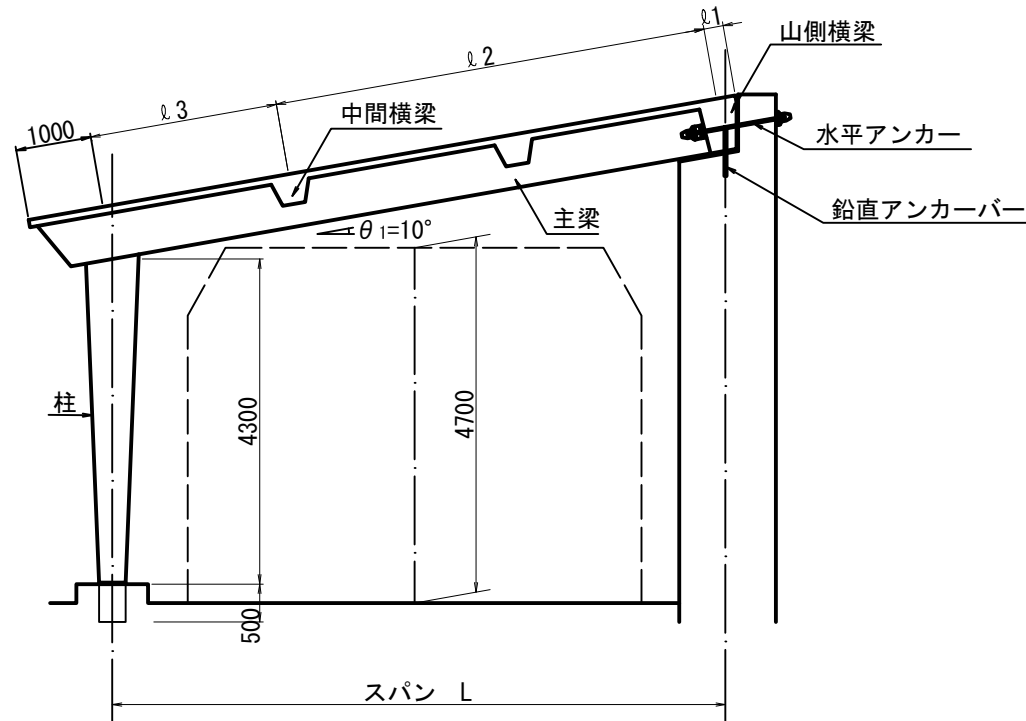 ℓ1
山側横梁
ℓ2
ℓ3
中間横梁
1000
水平アンカー
鉛直アンカーバー
主梁
θ1=10°
柱
4300
4700
500
スパン L